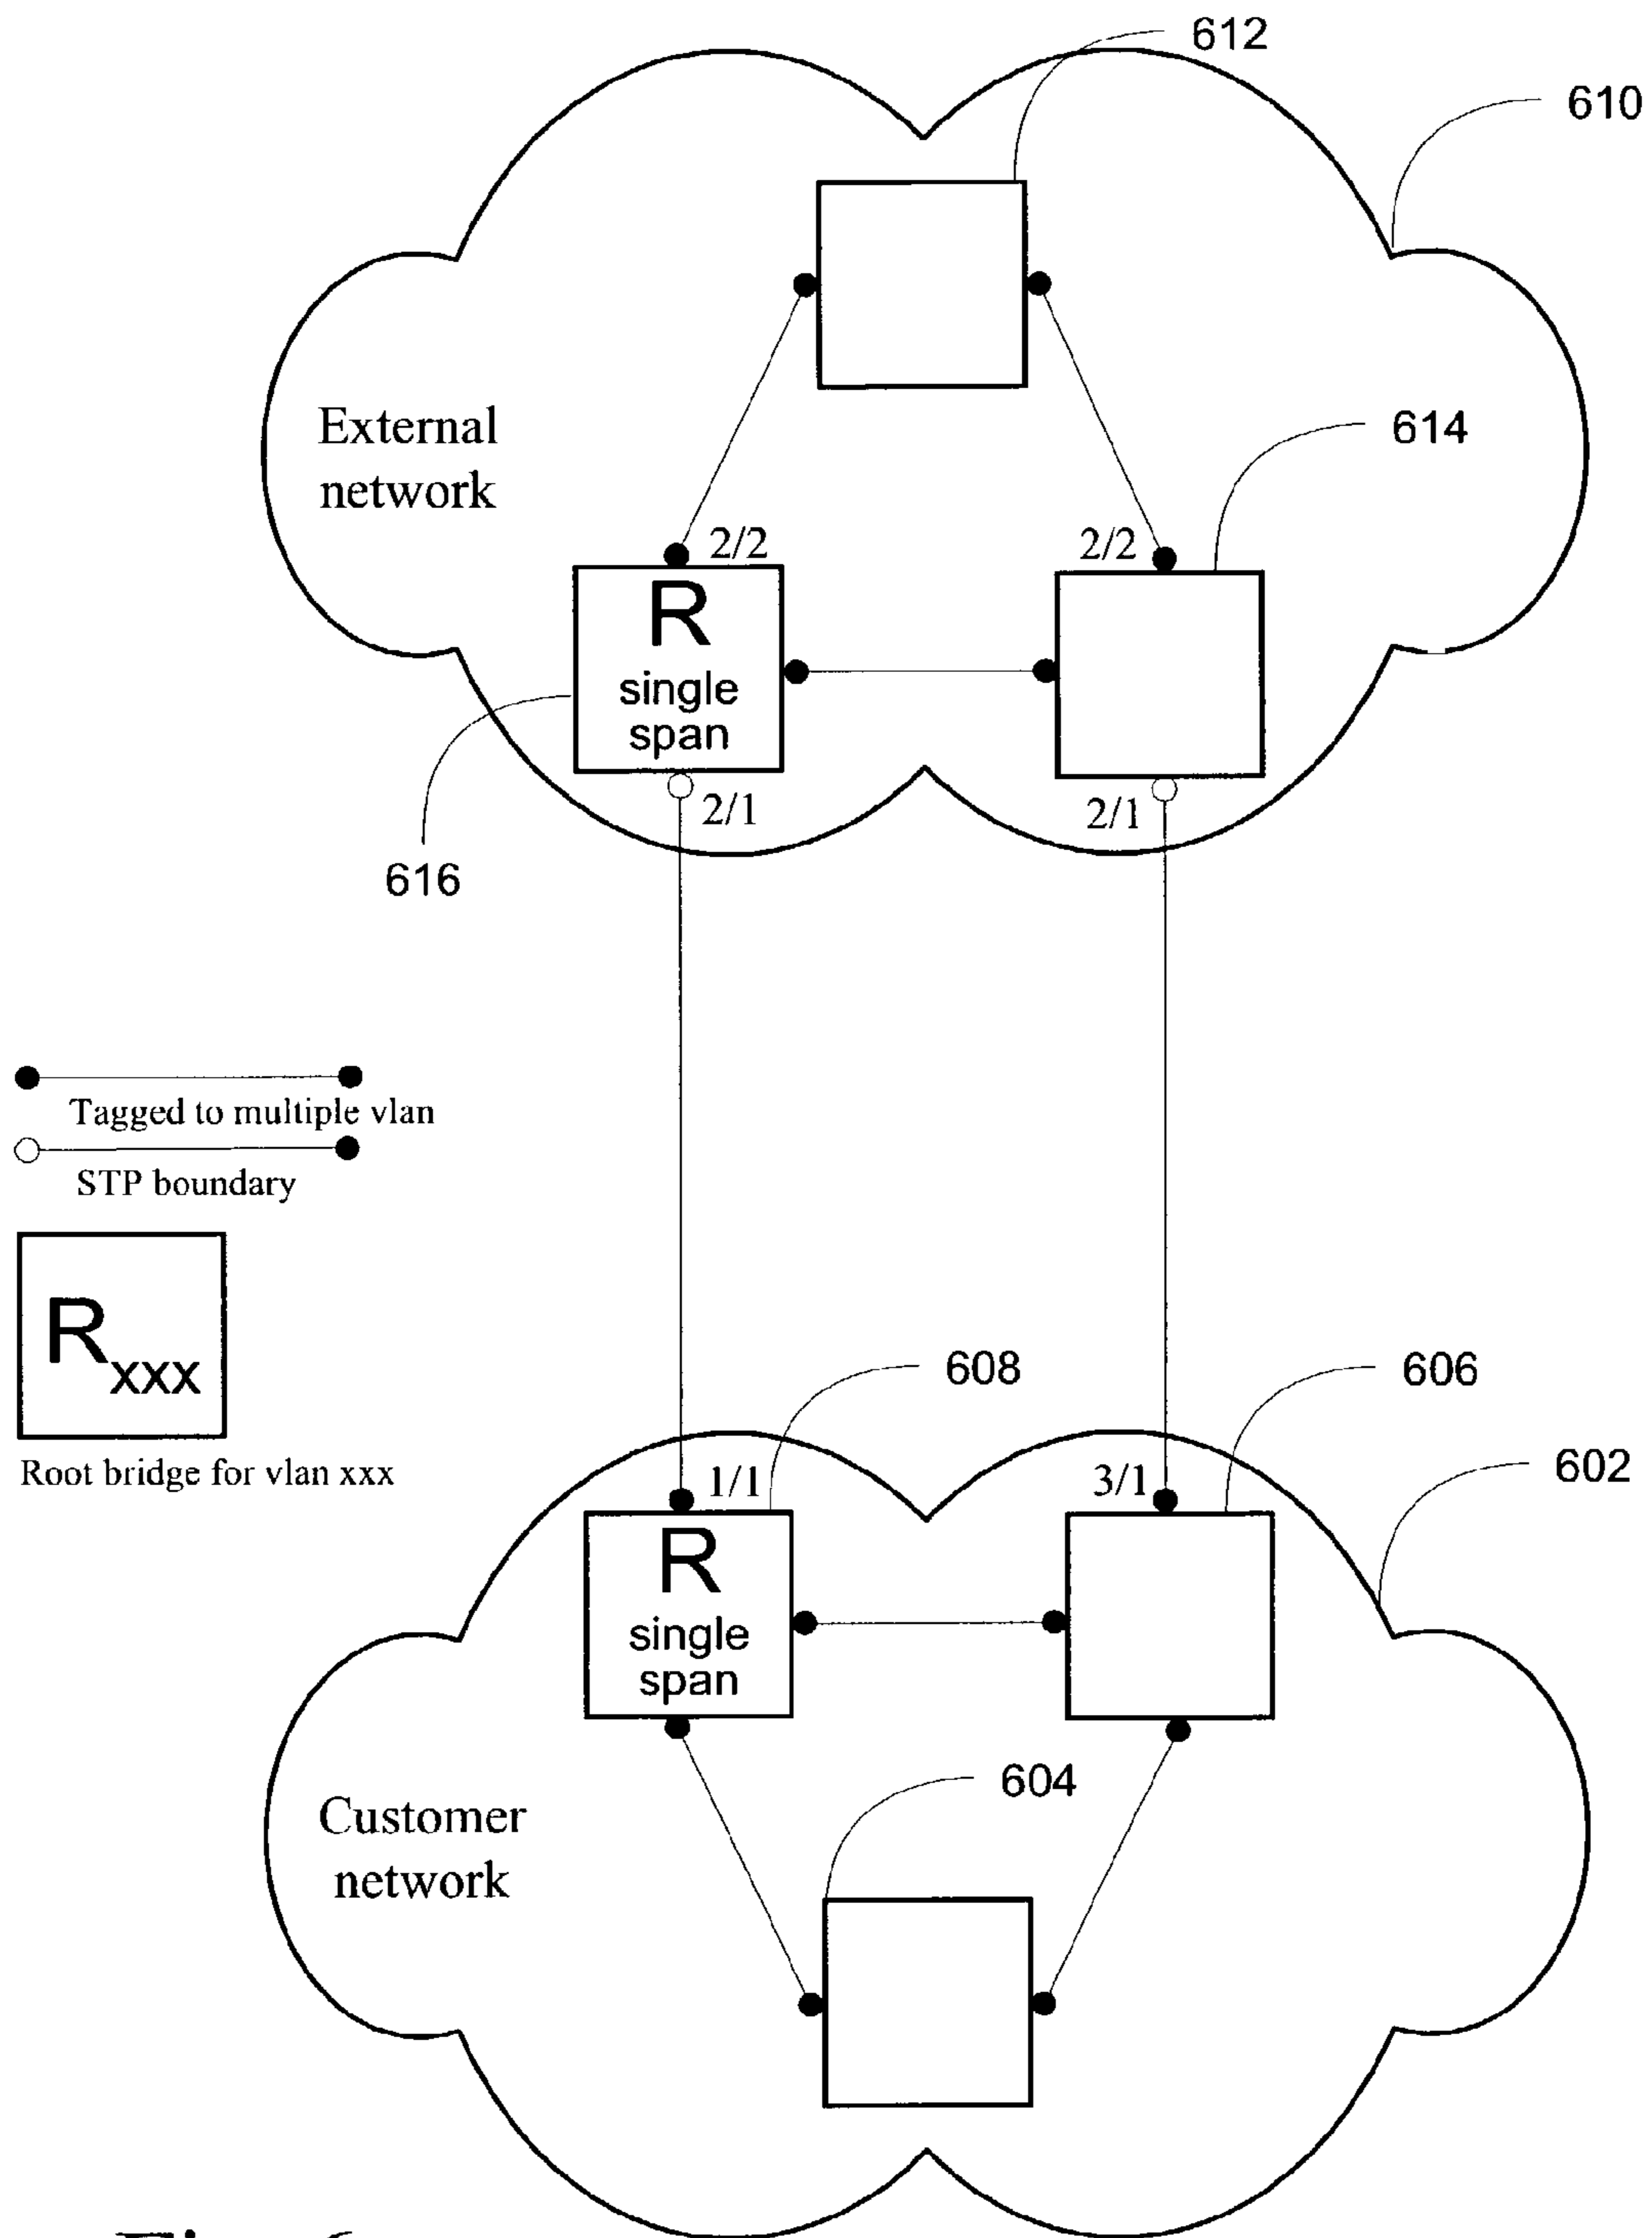 612
610
External
network
614
2/2
2/2
R
single
span
2/1
2/1
616
Tagged to multiple vlan
STP boundary
Rxxx
Root bridge for vlan xxx
608
606
602
1/1
3/1
R
single
span
604
Customer
network